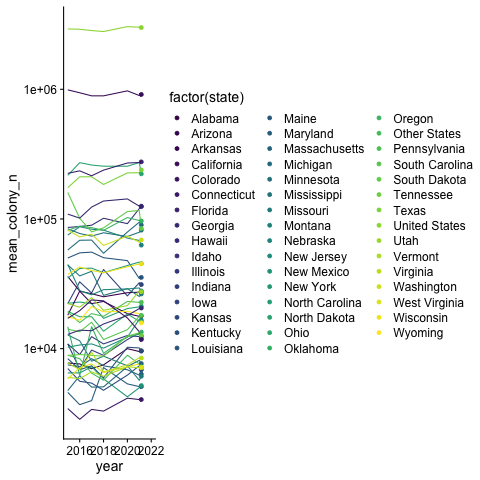 1e+06
1e+05
1e+04
mean_colony_n
2016 2018 2020 2022
year
factor(state)
Alabama
Arizona
Arkansas
California
Colorado
Connecticut
Florida
Georgia
Hawaii
Idaho
Illinois
Indiana
Iowa
Kansas
Kentucky
Louisiana
Maine
Maryland
Massachusetts
Michigan
Minnesota
Mississippi
Missouri
Montana
Nebraska
New Jersey
New Mexico
New York
North Carolina
North Dakota
Ohio
Oklahoma
Oregon
Other States
Pennsylvania
South Carolina
South Dakota
Tennessee
Texas
United States
Utah
Vermont
Virginia
Washington
West Virginia
Wisconsin
Wyoming